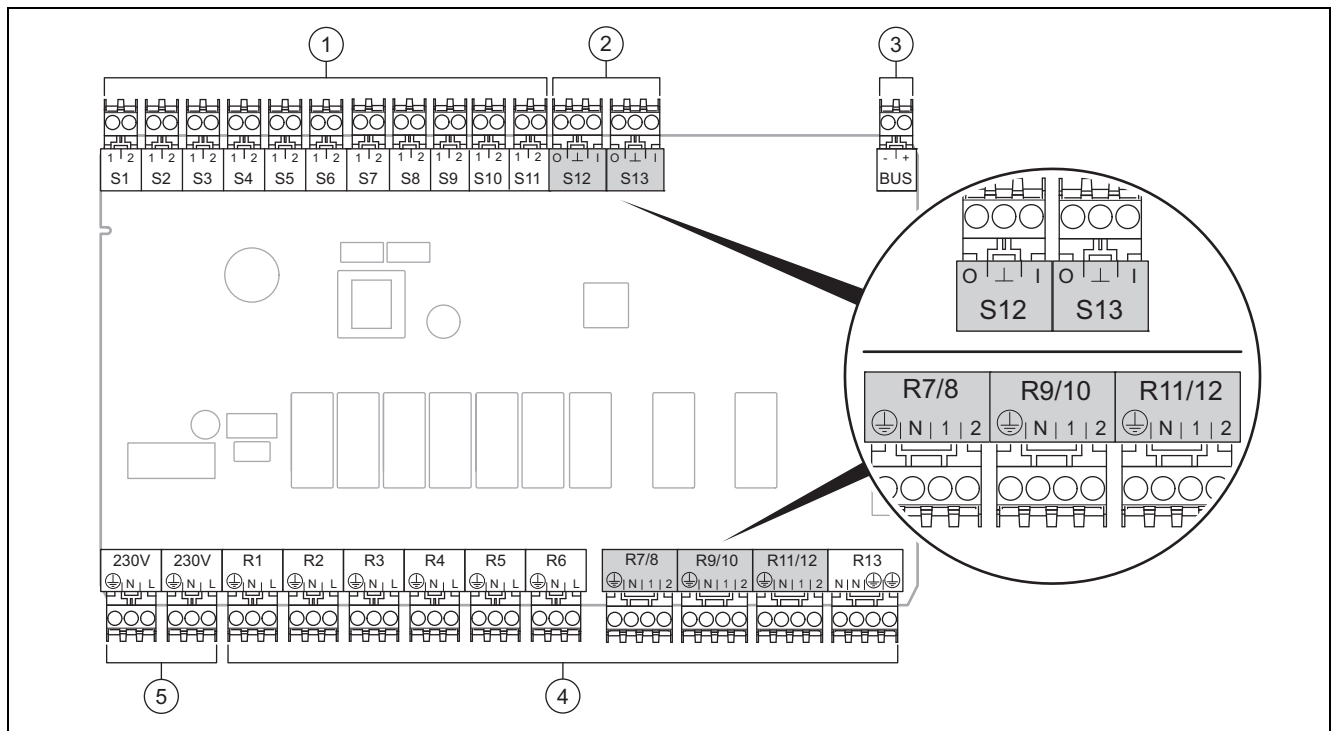 1 2 3
1 2 1 2 1 2 1 2 1 2 1 2 1 2 1 2 1 2 1 2 1 2 O ⊥ I O ⊥ I - +
S1 S2 S3 S4 S5 S6 S7 S8 S9 S10 S11 S12 S13 BUS
O ⊥ I O ⊥ I
S12 S13
R7/8 R9/10 R11/12
⏚ N | 1 | 2 ⏚ N | 1 | 2 ⏚ N | 1 | 2
230V 230V R1 R2 R3 R4 R5 R6 R7/8 R9/10 R11/12 R13
⏚ N L ⏚ N L ⏚ N L ⏚ N L ⏚ N L ⏚ N L ⏚ N L ⏚ N L ⏚ N | 1 | 2 ⏚ N | 1 | 2 ⏚ N | 1 | 2 N | N | ⏚ ⏚
5 4